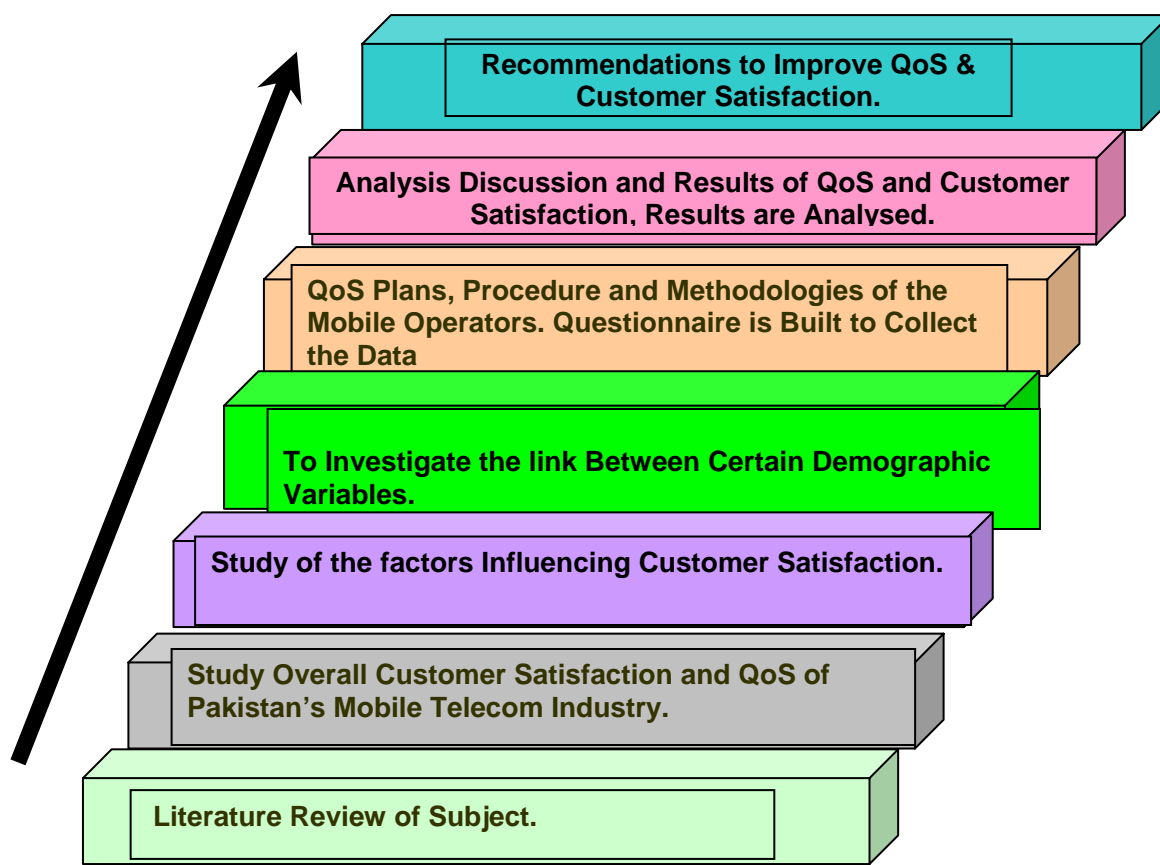 Recommendations to Improve QoS &
Customer Satisfaction.
Analysis Discussion and Results of QoS and Customer
Satisfaction, Results are Analysed.
QoS Plans, Procedure and Methodologies of the
Mobile Operators. Questionnaire is Built to Collect
the Data
To Investigate the link Between Certain Demographic
Variables.
Study of the factors Influencing Customer Satisfaction.
Study Overall Customer Satisfaction and QoS of
Pakistan’s Mobile Telecom Industry.
Literature Review of Subject.